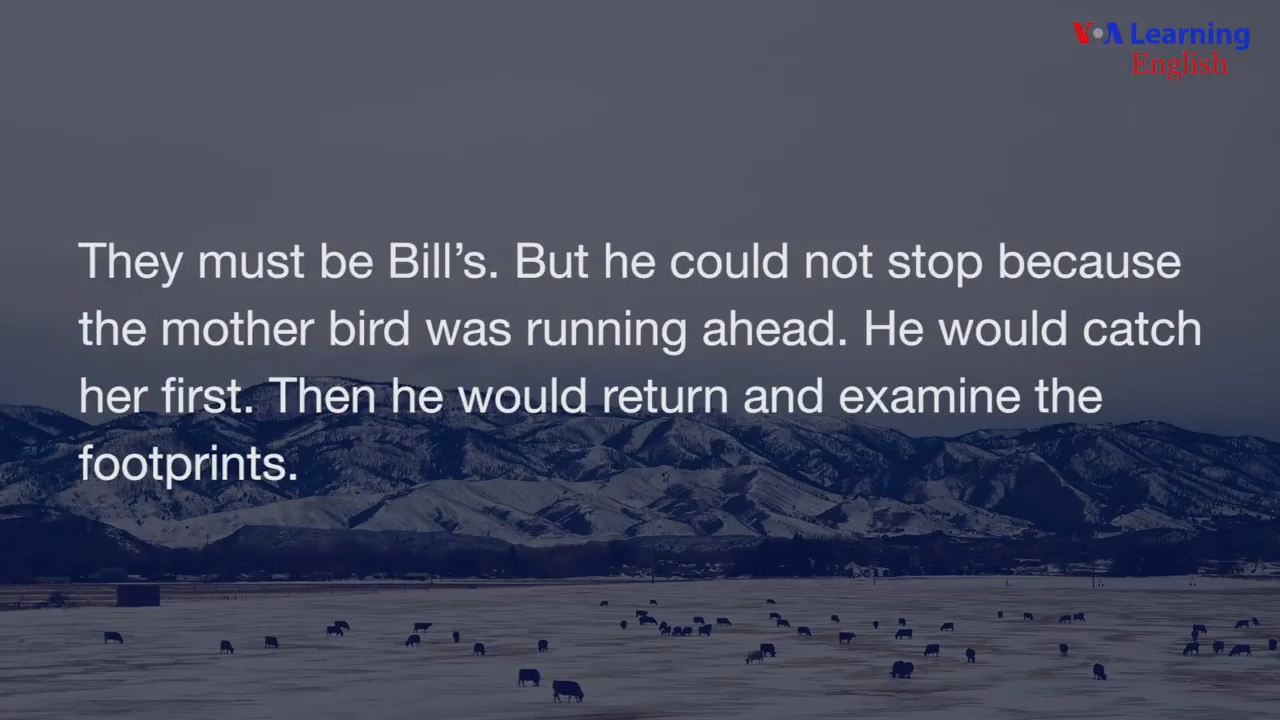 VOA Learning
English
They must be Bill’s. But he could not stop because
the mother bird was running ahead. He would catch
her first. Then he would return and examine the
footprints.